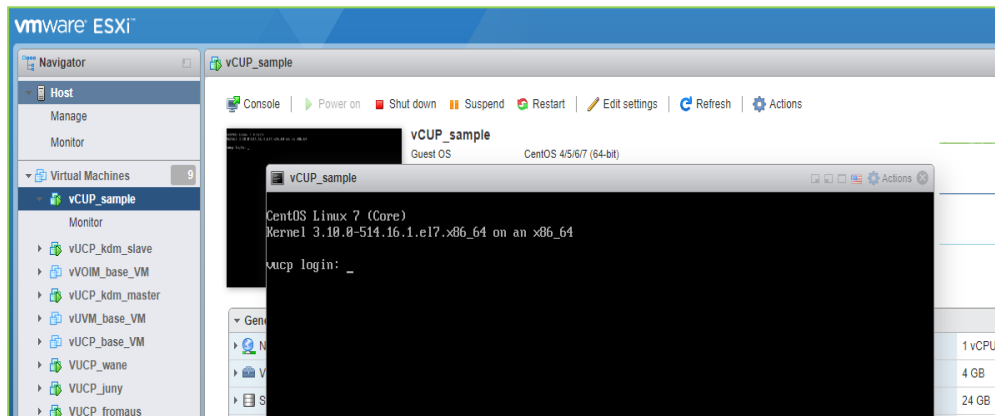 vmware ESXi™
Navigator
Host
Manage
Monitor
Virtual Machines 9
vCUP_sample
Monitor
vUCP_kdm_slave
vVOIM_base_VM
vUCP_kdm_master
vUVM_base_VM
vUCP_base_VM
VUCP_wane
VUCP_juny
VUCP_fromaus
vCUP_sample
Console Power on Shut down Suspend Restart Edit settings Refresh Actions
vCUP_sample
Guest OS CentOS 4/5/6/7 (64-bit)
vCUP_sample Actions
CentOS Linux 7 (Core)
Kernel 3.10.0-514.16.1.el7.x86_64 on an x86_64
vucp login: _
Gene
N 1 vCPU
V 4 GB
S 24 GB